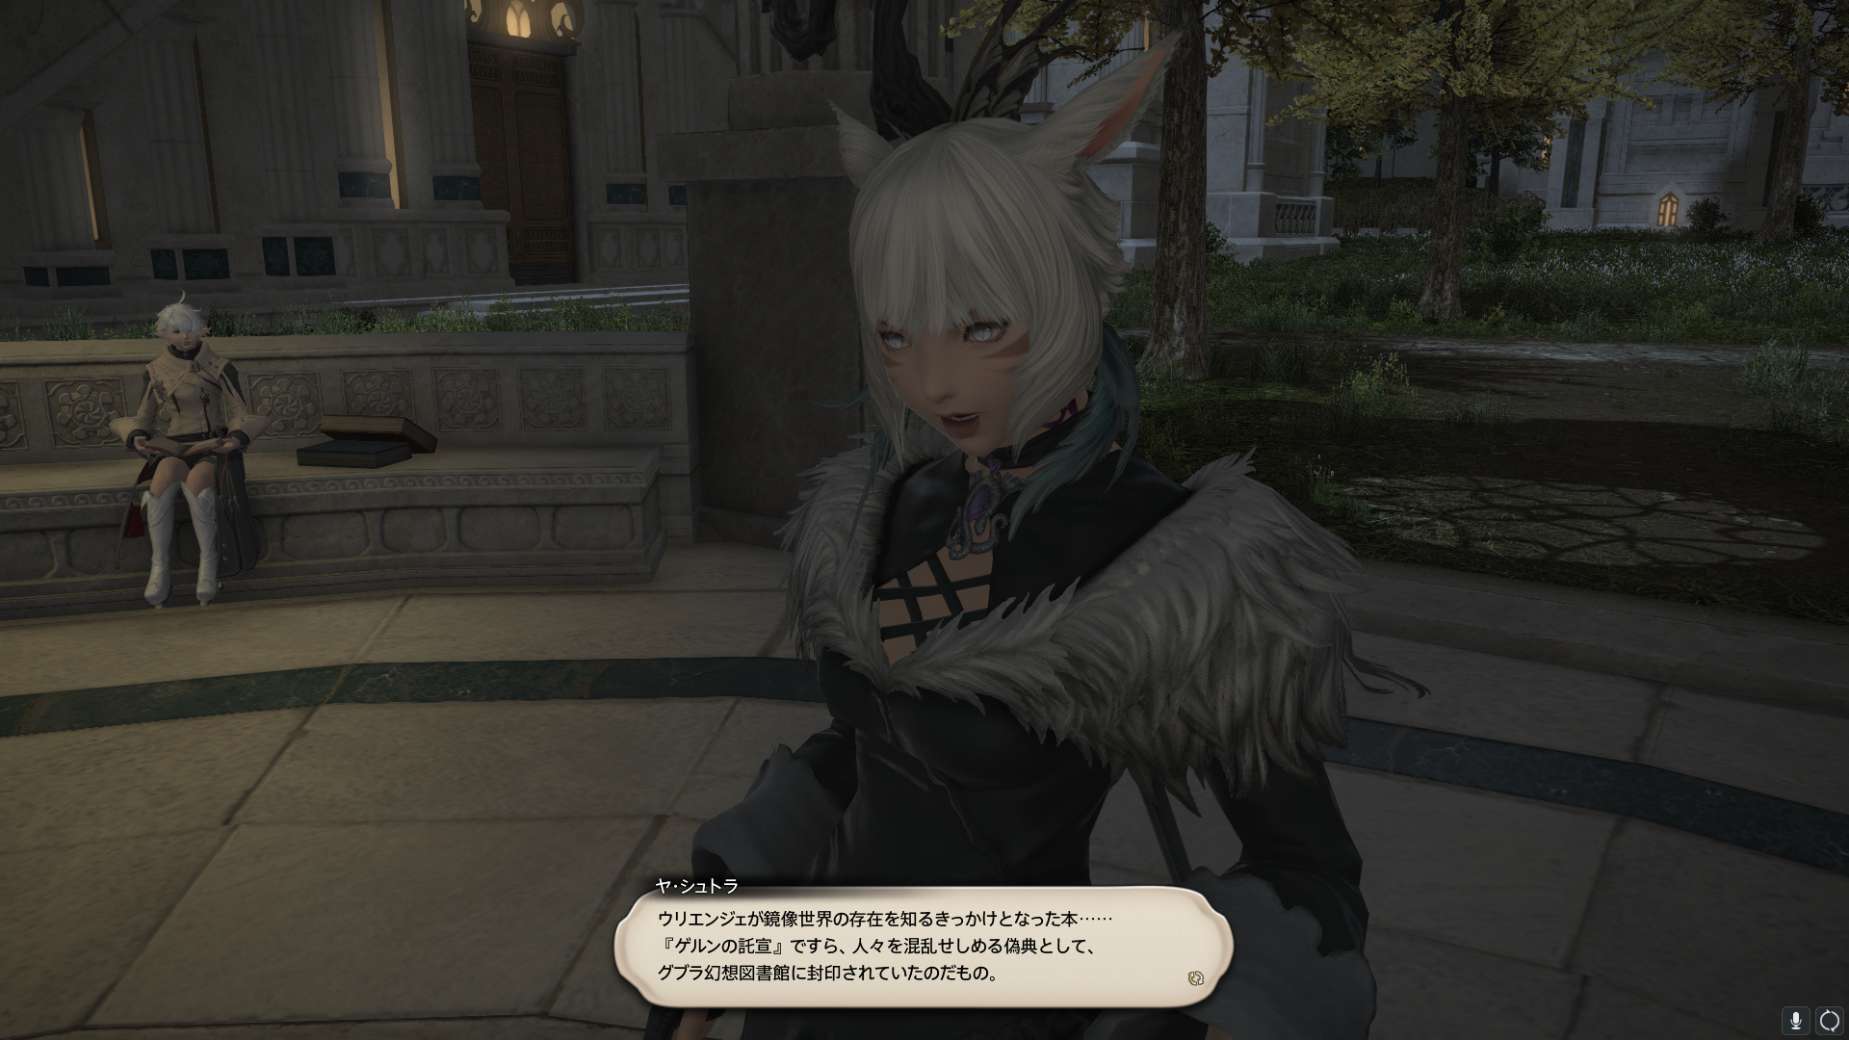 ヤ・シュトラ
ウリエンジェが鏡像世界の存在を知るきっかけとなった本……
『ゲルンの託宣』ですら、人々を混乱せしめる偽典として、
グブラ幻想図書館に封印されていたのだもの。